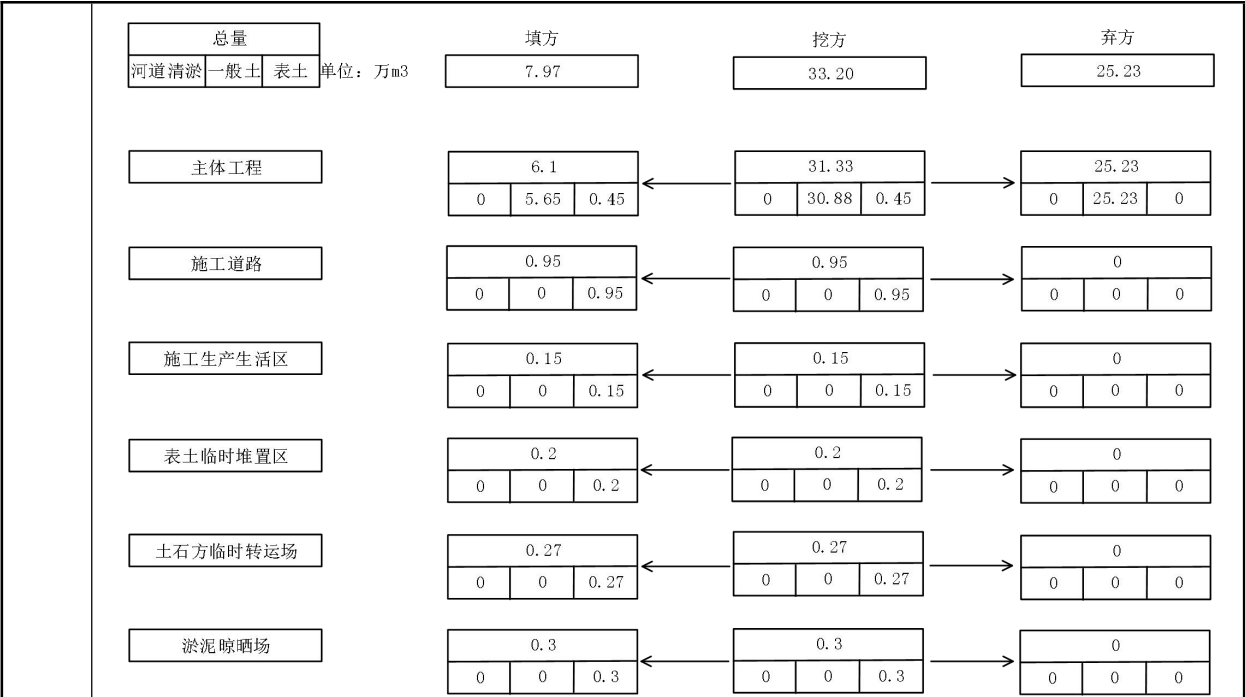 总量 填方 挖方 弃方
河道清淤 一般土 表土 单位：万m3 7.97 33.20 25.23
主体工程 6.1 31.33 25.23
0 5.65 0.45 0 30.88 0.45 0 25.23 0
施工道路 0.95 0.95 0
0 0 0.95 0 0 0.95 0 0 0
施工生产生活区 0.15 0.15 0
0 0 0.15 0 0 0.15 0 0 0
表土临时堆置区 0.2 0.2 0
0 0 0.2 0 0 0.2 0 0 0
土石方临时转运场 0.27 0.27 0
0 0 0.27 0 0 0.27 0 0 0
淤泥晾晒场 0.3 0.3 0
0 0 0.3 0 0 0.3 0 0 0